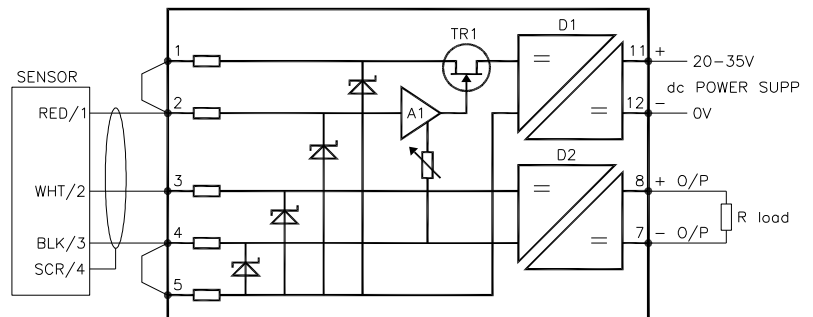 D1
TR1
1
11 +
20-35V
SENSOR
dc POWER SUPP
RED/1
2
A1
12 -
0V
D2
WHT/2
3
8 + O/P
R load
BLK/3
4
7 - O/P
SCR/4
5